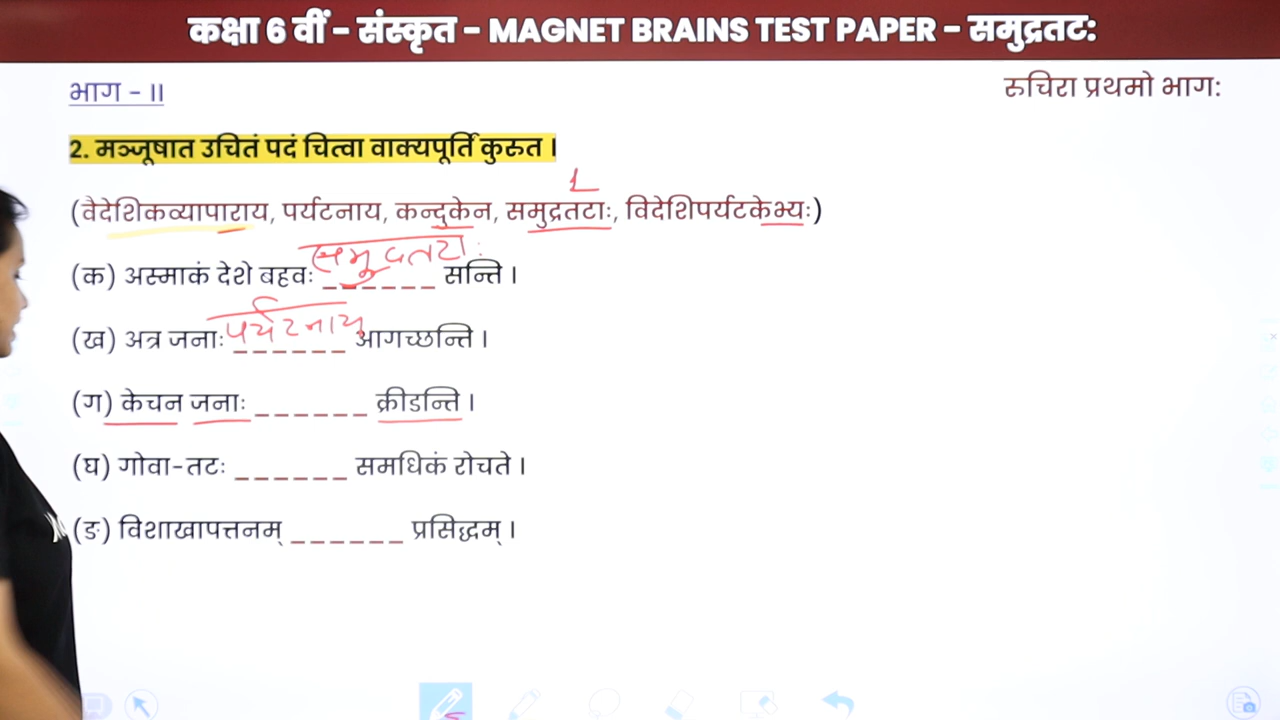 कक्षा 6 वीं - संस्कृत - MAGNET BRAINS TEST PAPER - समुद्रतट:
भाग - II
रुचिरा प्रथमो भाग:
2. मञ्जूषात उचितं पदं चित्वा वाक्यपूर्तिं कुरुत ।
1
(वैदेशिकव्यापाराय, पर्यटनाय, कन्दुकेन, समुद्रतटाः, विदेशिपर्यटकेभ्यः)
(क) अस्माकं देशे बहवः समुद्रतटा: सन्ति ।
(ख) अत्र जनाः पर्यटनाय आगच्छन्ति ।
(ग) केचन जनाः ______ क्रीडन्ति ।
(घ) गोवा-तटः ______ समधिकं रोचते ।
(ङ) विशाखापत्तनम् ______ प्रसिद्धम् ।